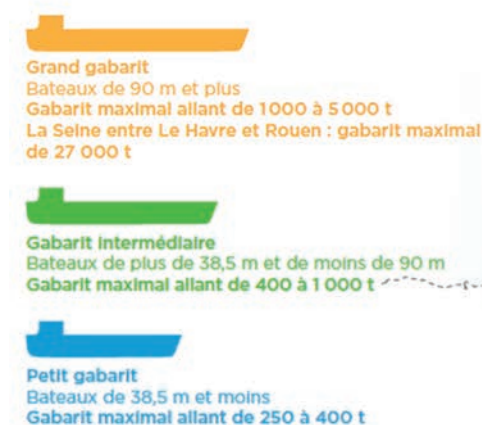 Grand gabarit
Bateaux de 90 m et plus
Gabarit maximal allant de 1000 à 5 000 t
La Seine entre Le Havre et Rouen : gabarit maximal
de 27 000 t
Gabarit intermédiaire
Bateaux de plus de 38,5 m et de moins de 90 m
Gabarit maximal allant de 400 à 1 000 t
Petit gabarit
Bateaux de 38,5 m et moins
Gabarit maximal allant de 250 à 400 t